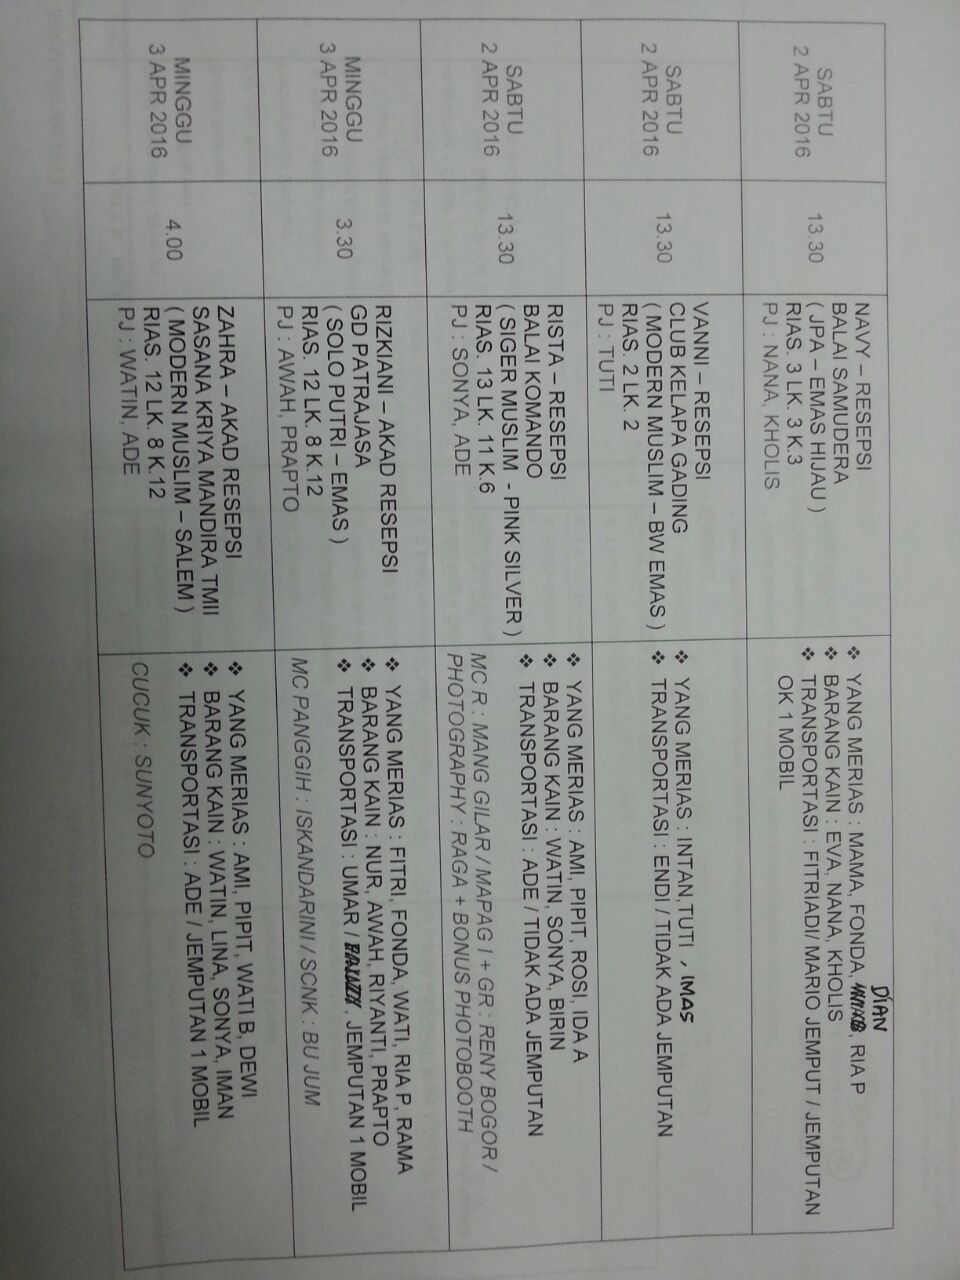 SABTU
2 APR 2016
13.30
NAVY – RESEPSI
BALAI SAMUDERA
( JPA – EMAS HIJAU )
RIAS. 3 LK. 3 K.3
PJ : NANA, KHOLIS
DIAN
❖ YANG MERIAS : MAMA, FONDA, , RIA P
❖ BARANG KAIN : EVA, NANA, KHOLIS
❖ TRANSPORTASI : FITRIADI/ MARIO JEMPUT / JEMPUTAN
OK 1 MOBIL
SABTU
2 APR 2016
13.30
VANNI – RESEPSI
CLUB KELAPA GADING
( MODERN MUSLIM – BW EMAS )
RIAS. 2 LK. 2
PJ : TUTI
❖ YANG MERIAS : INTAN,TUTI , IMAS
❖ TRANSPORTASI : ENDI / TIDAK ADA JEMPUTAN
SABTU
2 APR 2016
13.30
RISTA – RESEPSI
BALAI KOMANDO
( SIGER MUSLIM - PINK SILVER )
RIAS. 13 LK. 11 K.6
PJ : SONYA, ADE
❖ YANG MERIAS : AMI, PIPIT, ROSI, IDA A
❖ BARANG KAIN : WATIN, SONYA, BIRIN
❖ TRANSPORTASI : ADE / TIDAK ADA JEMPUTAN
MC R : MANG GILAR / MAPAG I + GR : RENY BOGOR /
PHOTOGRAPHY : RAGA + BONUS PHOTOBOOTH
MINGGU
3 APR 2016
3.30
RIZKIANI – AKAD RESEPSI
GD PATRAJASA
( SOLO PUTRI – EMAS )
RIAS. 12 LK. 8 K.12
PJ : AWAH, PRAPTO
❖ YANG MERIAS : FITRI, FONDA, WATI, RIA P, RAMA
❖ BARANG KAIN : NUR, AWAH, RIYANTI, PRAPTO
❖ TRANSPORTASI : UMAR / , JEMPUTAN 1 MOBIL
MC PANGGIH : ISKANDARINI / SCNK : BU JUM
MINGGU
3 APR 2016
4.00
ZAHRA – AKAD RESEPSI
SASANA KRIYA MANDIRA TMII
( MODERN MUSLIM – SALEM )
RIAS. 12 LK. 8 K.12
PJ : WATIN, ADE
❖ YANG MERIAS : AMI, PIPIT, WATI B, DEWI
❖ BARANG KAIN : WATIN, LINA, SONYA, IMAN
❖ TRANSPORTASI : ADE / JEMPUTAN 1 MOBIL
CUCUK : SUNYOTO